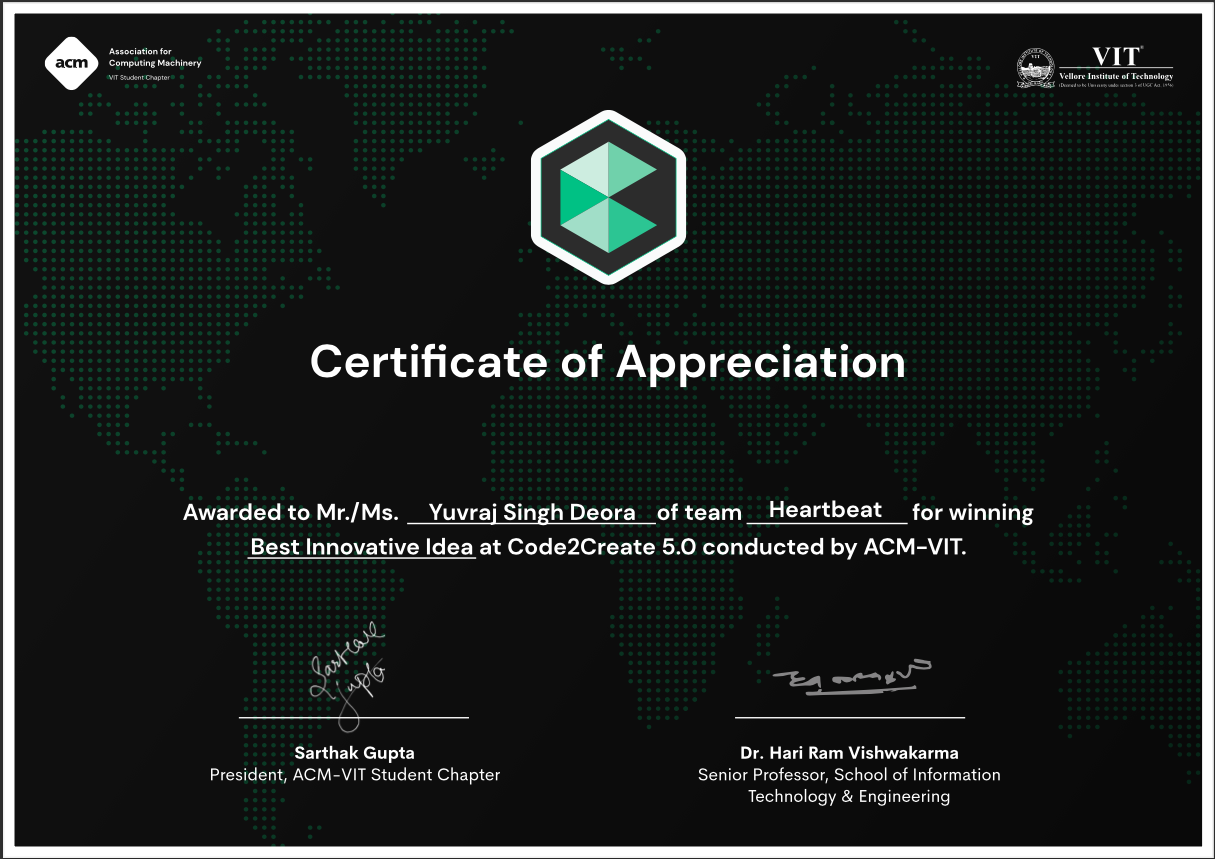 acm
Association for
Computing Machinery
VIT Student Chapter
VIT
VIT
Vellore Institute of Technology
(Deemed to be University under section 3 of UGC Act, 1956)
Certificate of Appreciation
Awarded to Mr./Ms. Yuvraj Singh Deora of team Heartbeat for winning
Best Innovative Idea at Code2Create 5.0 conducted by ACM-VIT.
Sarthak
Gupta
Sarthak Gupta
President, ACM-VIT Student Chapter
Dr. Hari Ram Vishwakarma
Senior Professor, School of Information
Technology & Engineering